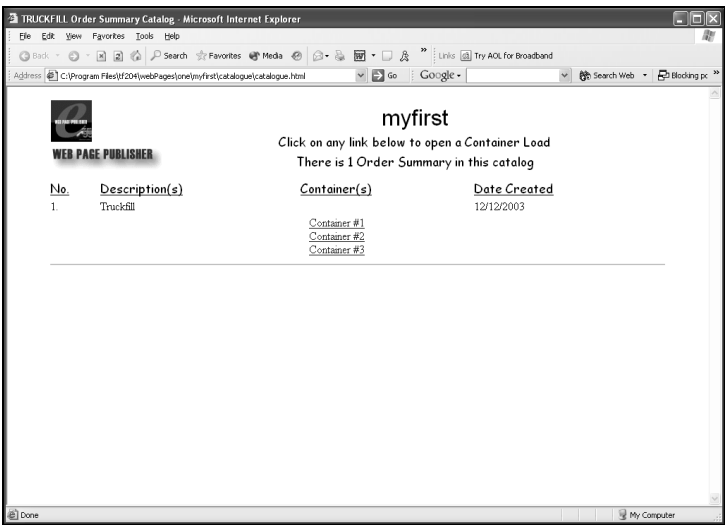 TRUCKFILL Order Summary Catalog - Microsoft Internet Explorer
File Edit View Favorites Tools Help
Back Search Favorites Media » Links Try AOL for Broadband
Address C:\Program Files\tf204\webPages\one\myfirst\catalogue\catalogue.html Go Google Search Web Blocking pc »
myfirst
Click on any link below to open a Container Load
WEB PAGE PUBLISHER
There is 1 Order Summary in this catalog
No. Description(s) Container(s) Date Created
1. Truckfill 12/12/2003
Container #1
Container #2
Container #3
Done My Computer